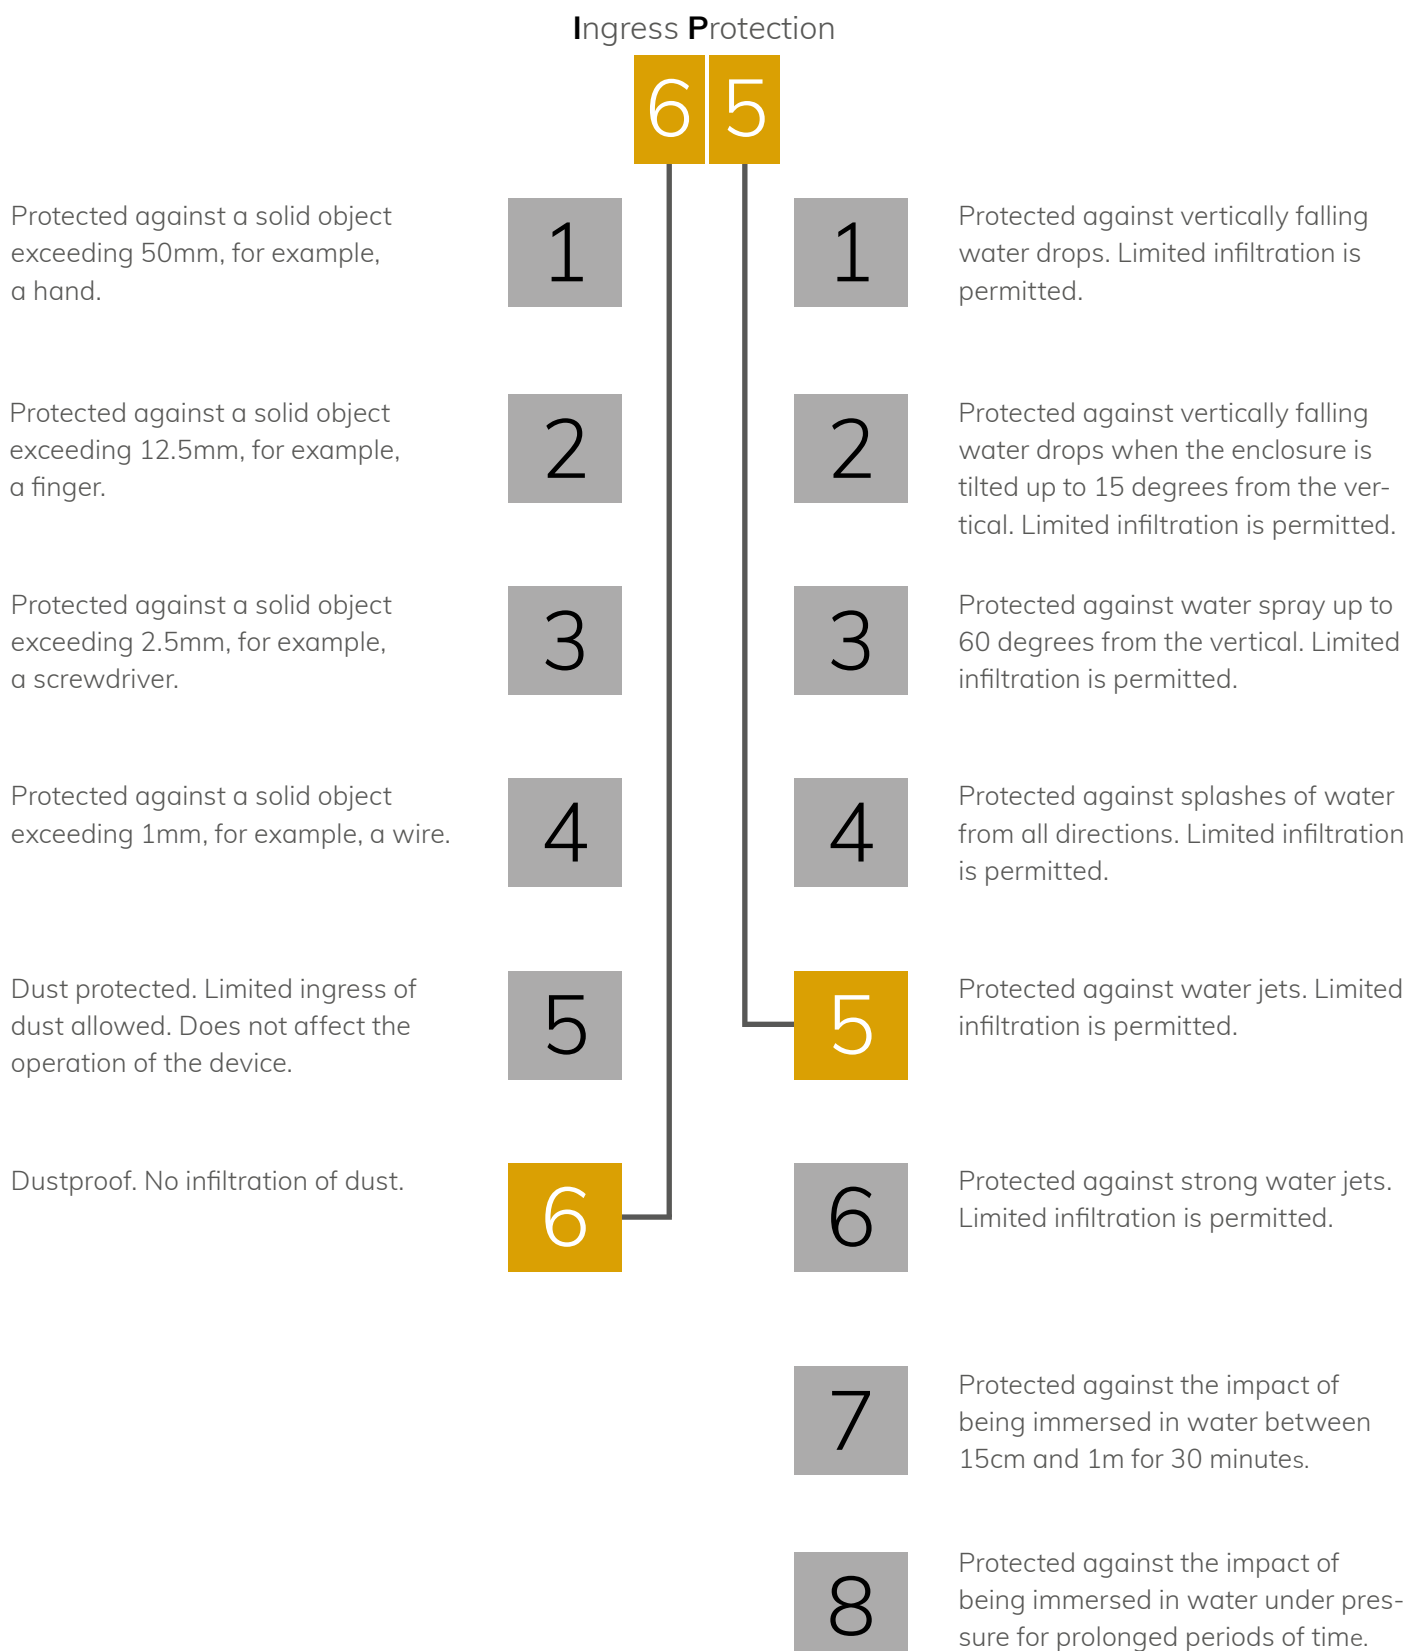 Ingress Protection
6 5
Protected against a solid object
exceeding 50mm, for example,
a hand.
1
1
Protected against vertically falling
water drops. Limited infiltration is
permitted.
Protected against a solid object
exceeding 12.5mm, for example,
a finger.
2
2
Protected against vertically falling
water drops when the enclosure is
tilted up to 15 degrees from the ver-
tical. Limited infiltration is permitted.
Protected against a solid object
exceeding 2.5mm, for example,
a screwdriver.
3
3
Protected against water spray up to
60 degrees from the vertical. Limited
infiltration is permitted.
Protected against a solid object
exceeding 1mm, for example, a wire.
4
4
Protected against splashes of water
from all directions. Limited infiltration
is permitted.
Dust protected. Limited ingress of
dust allowed. Does not affect the
operation of the device.
5
5
Protected against water jets. Limited
infiltration is permitted.
Dustproof. No infiltration of dust.
6
6
Protected against strong water jets.
Limited infiltration is permitted.
7
Protected against the impact of
being immersed in water between
15cm and 1m for 30 minutes.
8
Protected against the impact of
being immersed in water under pres-
sure for prolonged periods of time.